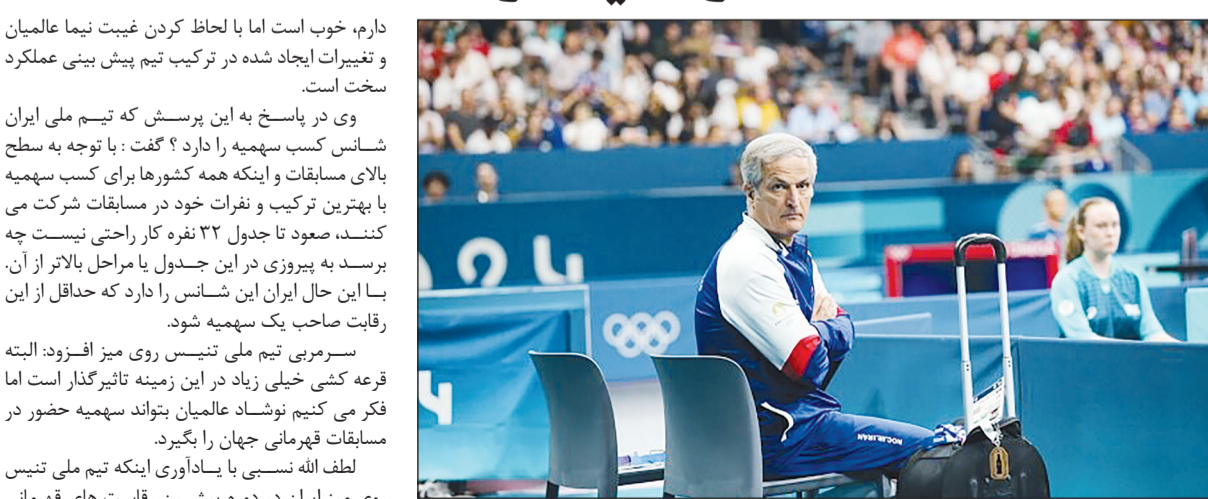 دارم، خوب است اما با لحاظ کردن غیبت نیما عالمیان
و تغییرات ایجاد شده در ترکیب تیم پیش بینی عملکرد
سخت است.
وی در پاسخ به این پرسش که تیم ملی ایران
شانس کسب سهمیه را دارد ؟ گفت : با توجه به سطح
بالای مسابقات و اینکه همه کشورها برای کسب سهمیه
با بهترین ترکیب و نفرات خود در مسابقات شرکت می
کنند، صعود تا جدول ۳۲ نفره کار راحتی نیست چه
برسد به پیروزی در این جدول یا مراحل بالاتر از آن.
با این حال ایران این شانس را دارد که حداقل از این
رقابت صاحب یک سهمیه شود.
سرمربی تیم ملی تنیس روی میز افزود: البته
قرعه کشی خیلی زیاد در این زمینه تاثیرگذار است اما
فکر می کنیم نوشاد عالمیان بتواند سهمیه حضور در
مسابقات قهرمانی جهان را بگیرد.
لطف الله نسبی با یادآوری اینکه تیم ملی تنیس
NOC.IR.IRAN